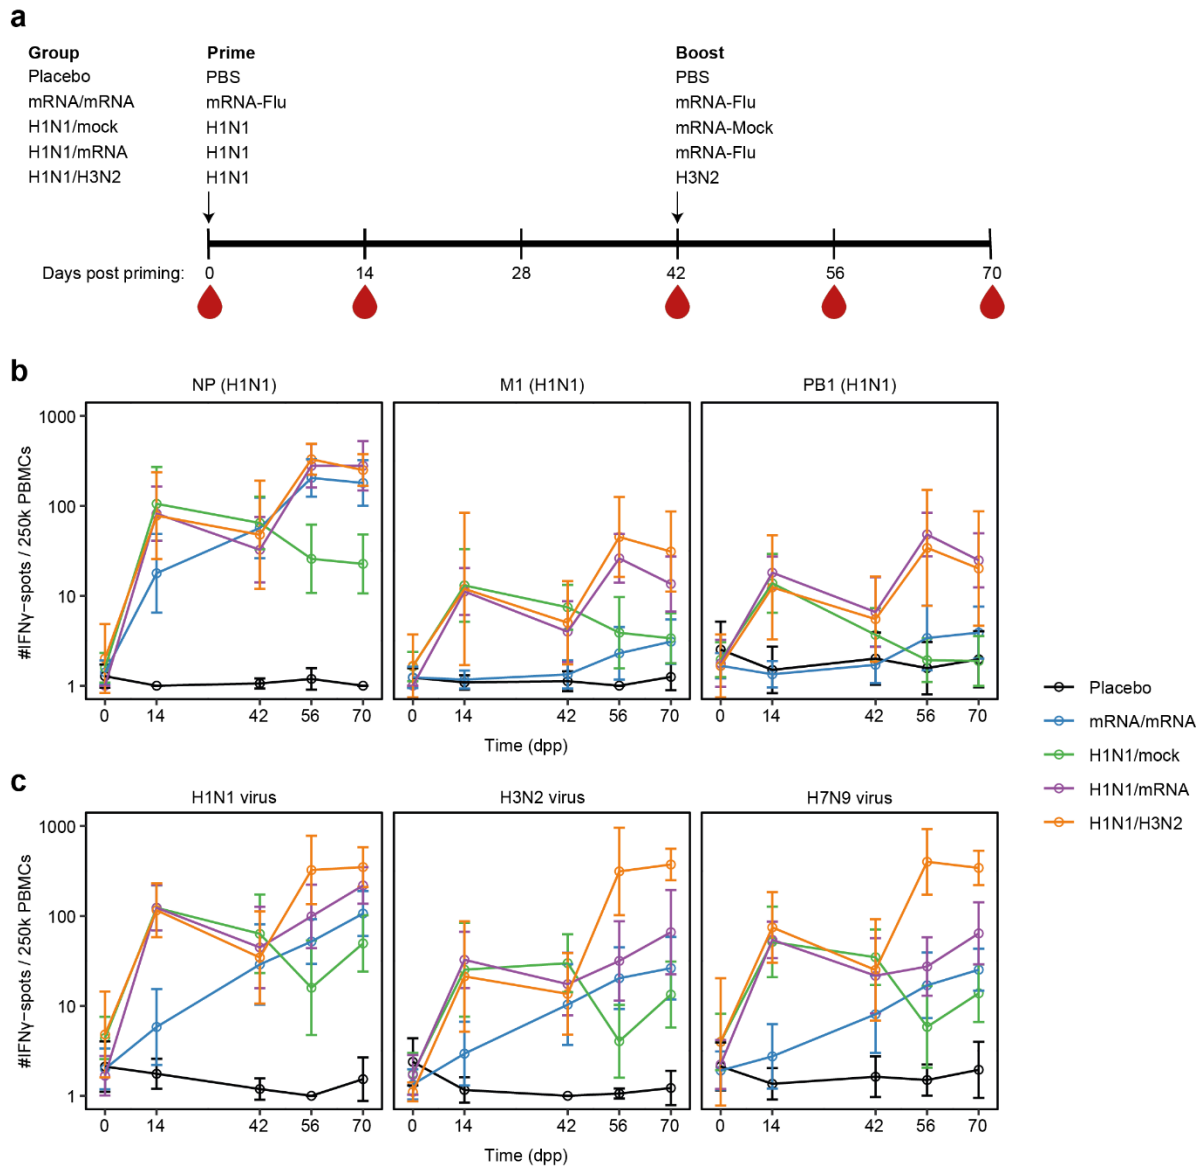 a
Group Prime Boost
Placebo PBS PBS
mRNA/mRNA mRNA-Flu mRNA-Flu
H1N1/mock H1N1 mRNA-Mock
H1N1/mRNA H1N1 mRNA-Flu
H1N1/H3N2 H1N1 H3N2
Days post priming: 0 14 28 42 56 70
b
NP (H1N1) M1 (H1N1) PB1 (H1N1)
#IFNγ−spots / 250k PBMCs
1000
100
10
1
0 14 42 56 70 0 14 42 56 70 0 14 42 56 70
Time (dpp)
Placebo
mRNA/mRNA
H1N1/mock
H1N1/mRNA
H1N1/H3N2
c
H1N1 virus H3N2 virus H7N9 virus
#IFNγ−spots / 250k PBMCs
1000
100
10
1
0 14 42 56 70 0 14 42 56 70 0 14 42 56 70
Time (dpp)